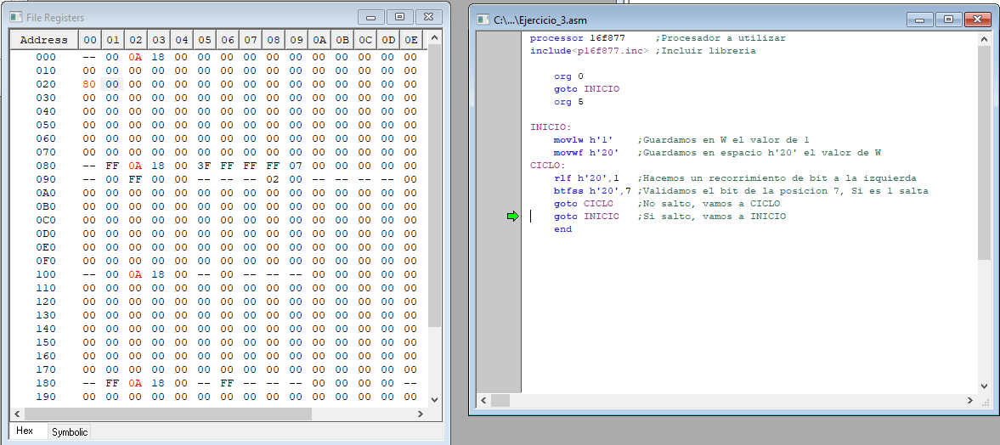 File Registers
Address 00 01 02 03 04 05 06 07 08 09 0A 0B 0C 0D 0E
000 -- 00 0A 18 00 00 00 00 00 00 00 00 00 00 00
010 00 00 00 00 00 00 00 00 00 00 00 00 00 00 00
020 80 00 00 00 00 00 00 00 00 00 00 00 00 00 00
030 00 00 00 00 00 00 00 00 00 00 00 00 00 00 00
040 00 00 00 00 00 00 00 00 00 00 00 00 00 00 00
050 00 00 00 00 00 00 00 00 00 00 00 00 00 00 00
060 00 00 00 00 00 00 00 00 00 00 00 00 00 00 00
070 00 00 00 00 00 00 00 00 00 00 00 00 00 00 00
080 -- FF 0A 18 00 3F FF FF FF 07 00 00 00 00 00
090 -- 00 FF 00 00 -- -- -- 02 00 -- -- -- -- 00
0A0 00 00 00 00 00 00 00 00 00 00 00 00 00 00 00
0B0 00 00 00 00 00 00 00 00 00 00 00 00 00 00 00
0C0 00 00 00 00 00 00 00 00 00 00 00 00 00 00 00
0D0 00 00 00 00 00 00 00 00 00 00 00 00 00 00 00
0E0 00 00 00 00 00 00 00 00 00 00 00 00 00 00 00
0F0 00 00 00 00 00 00 00 00 00 00 00 00 00 00 00
100 -- 00 0A 18 00 -- 00 -- -- -- 00 00 00 00 00
110 00 00 00 00 00 00 00 00 00 00 00 00 00 00 00
120 00 00 00 00 00 00 00 00 00 00 00 00 00 00 00
130 00 00 00 00 00 00 00 00 00 00 00 00 00 00 00
140 00 00 00 00 00 00 00 00 00 00 00 00 00 00 00
150 00 00 00 00 00 00 00 00 00 00 00 00 00 00 00
160 00 00 00 00 00 00 00 00 00 00 00 00 00 00 00
170 00 00 00 00 00 00 00 00 00 00 00 00 00 00 00
180 -- FF 0A 18 00 -- FF -- -- -- 00 00 00 00 --
190 00 00 00 00 00 00 00 00 00 00 00 00 00 00 00
Hex Symbolic
C:\...\Ejercicio_3.asm
processor 16f877 ;Procesador a utilizar
include<p16f877.inc> ;Incluir libreria
org 0
goto INICIO
org 5
INICIO:
movlw h'1' ;Guardamos en W el valor de 1
movwf h'20' ;Guardamos en espacio h'20' el valor de W
CICLO:
rlf h'20',1 ;Hacemos un recorrimiento de bit a la izquierda
btfss h'20',7 ;Validamos el bit de la posicion 7, Si es 1 salta
goto CICLO ;No salto, vamos a CICLO
goto INICIO ;Si salto, vamos a INICIO
end